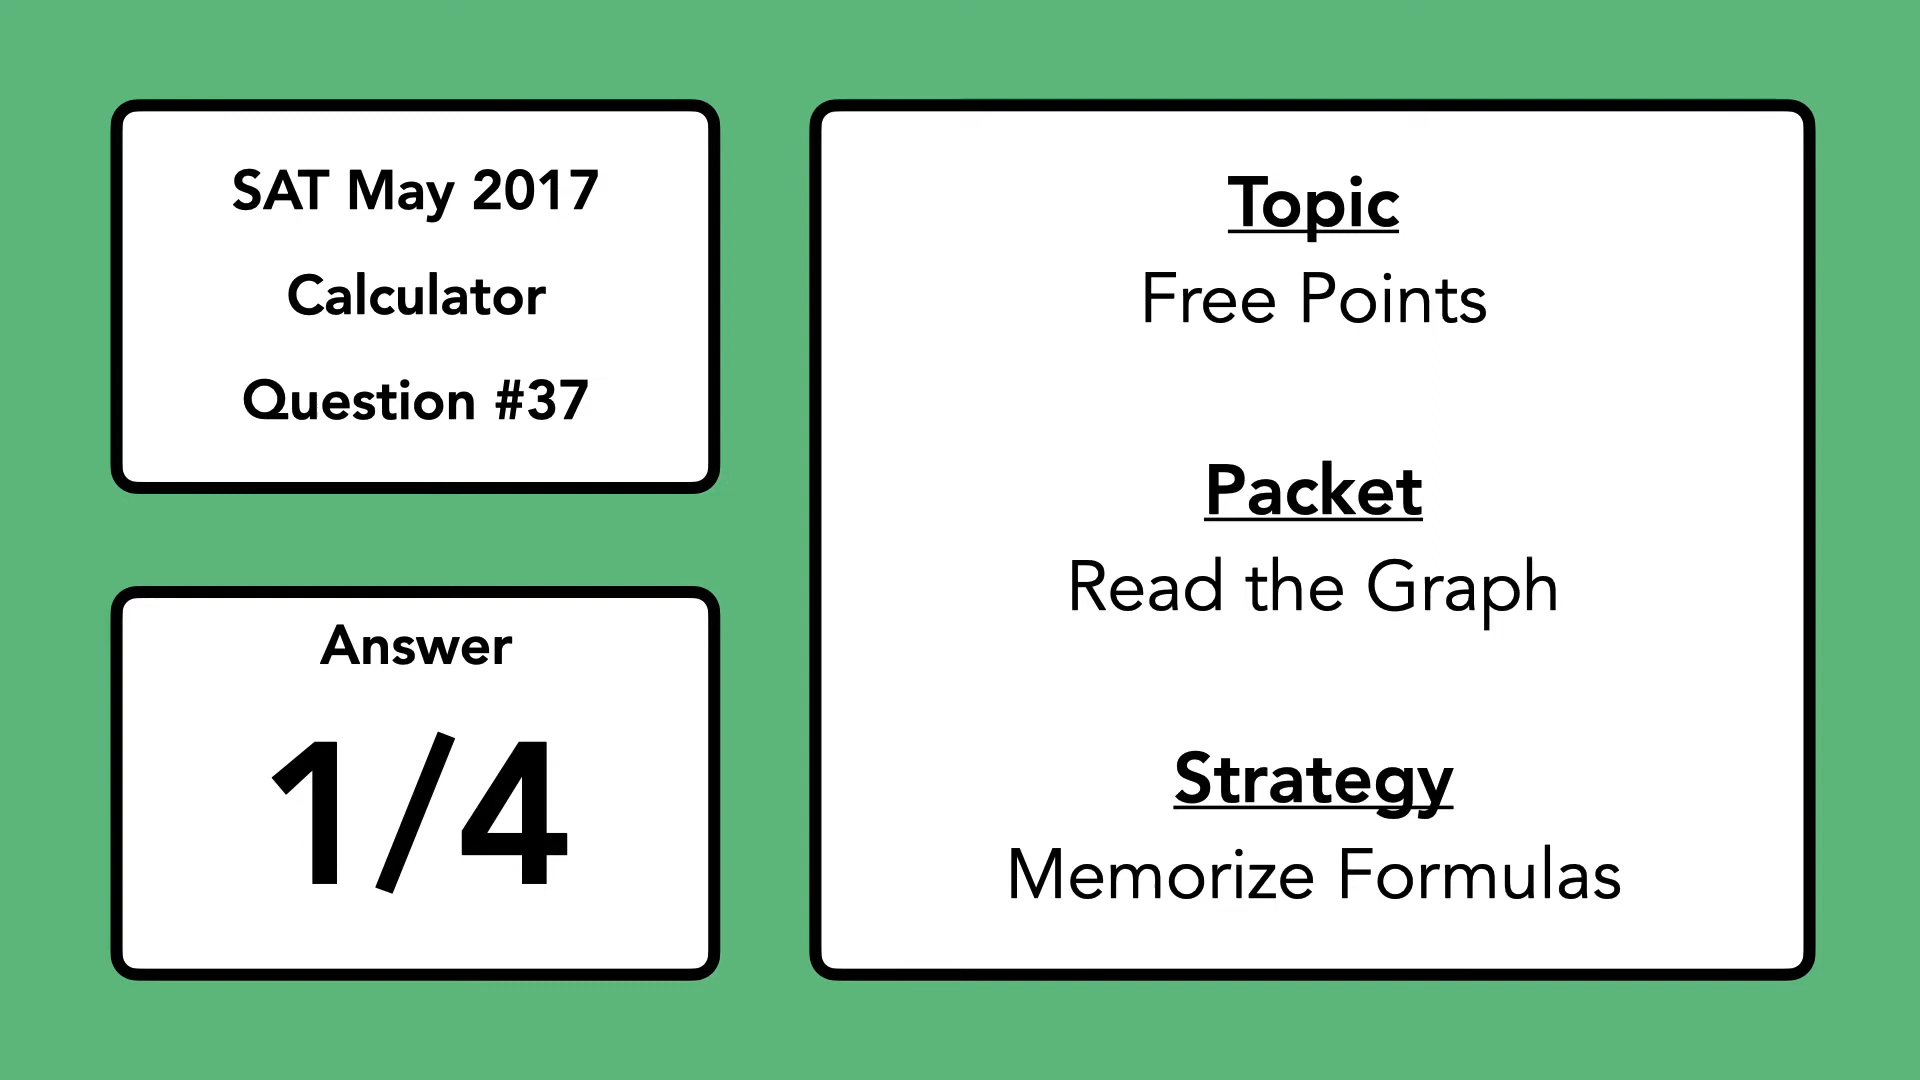 SAT May 2017
Calculator
Question #37
Answer
1/4
Topic
Free Points
Packet
Read the Graph
Strategy
Memorize Formulas